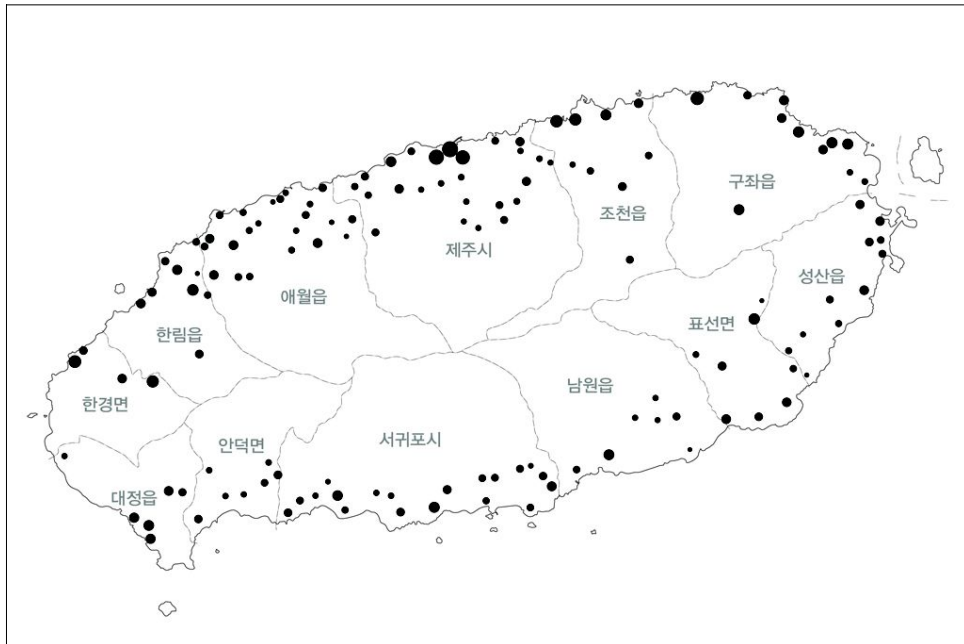 구좌읍
조천읍
제주시
성산읍
애월읍
표선면
한림읍
남원읍
한경면
서귀포시
안덕면
대정읍